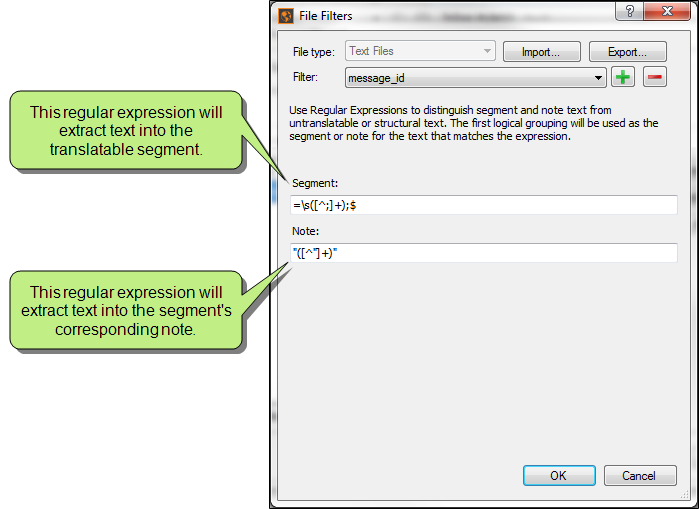 File Filters
?
X
File type:
Text Files
Import...
Export...
Filter:
message_id
Use Regular Expressions to distinguish segment and note text from
untranslatable or structural text. The first logical grouping will be used as the
segment or note for the text that matches the expression.
This regular expression will
extract text into the
translatable segment.
Segment:
=\s([^;]+);$
Note:
"([^"]+)"
This regular expression will
extract text into the segment's
corresponding note.
OK
Cancel